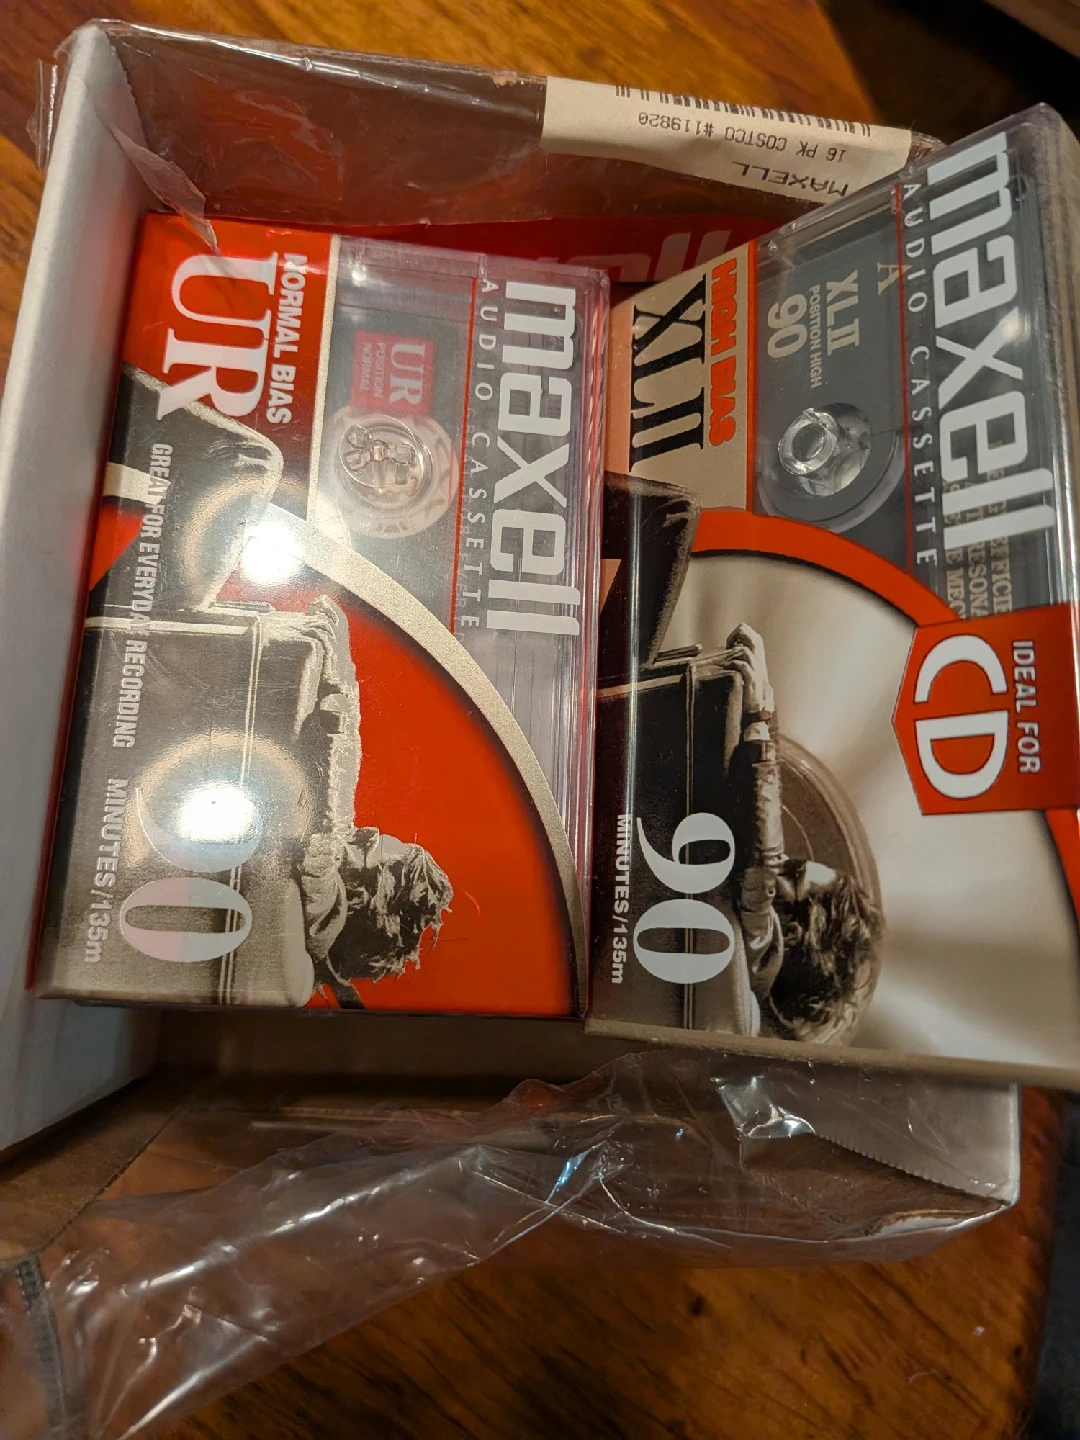 MAXELL
16 PK COSTCO #119820
maxell
AUDIO CASSETTE
UR
POSITION
NORMAL
NORMAL BIAS
UR
GREAT FOR EVERYDAY RECORDING
90
MINUTES/135m
maxell
AUDIO CASSETTE
A
XLII
POSITION HIGH
90
HIGH BIAS
XLII
IDEAL FOR
CD
90
MINUTES/135m